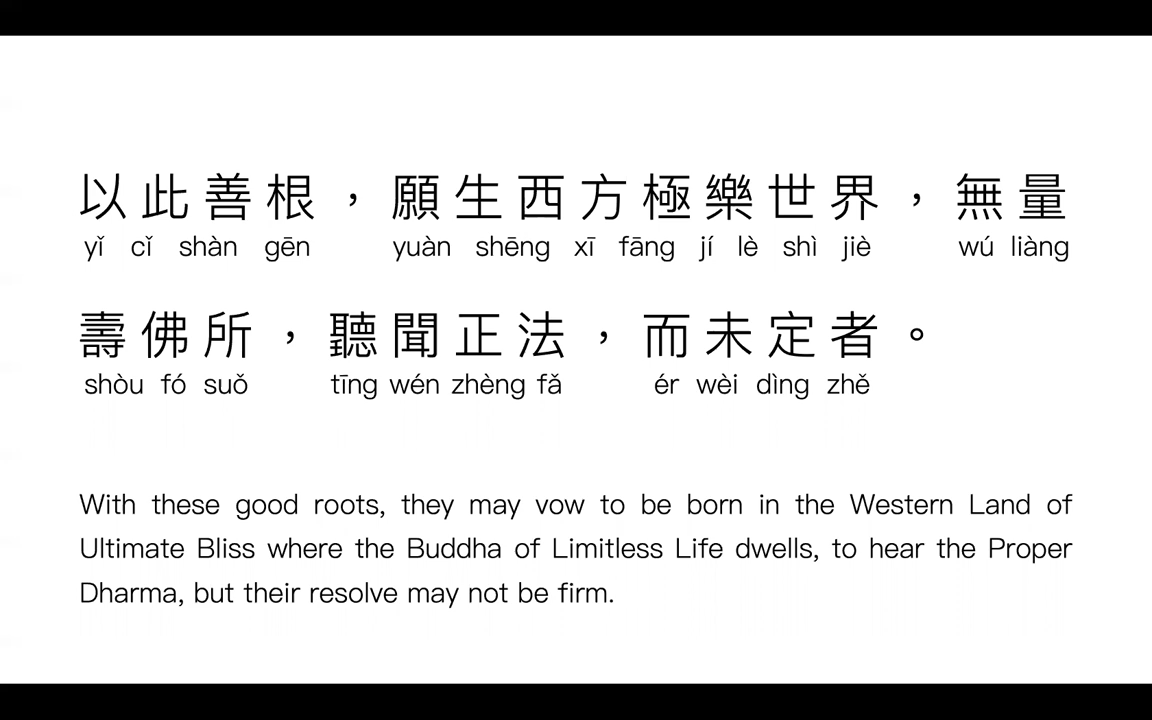 以此善根，願生西方極樂世界，無量
yǐ cǐ shàn gēn yuàn shēng xī fāng jí lè shì jiè wú liàng
壽佛所，聽聞正法，而未定者。
shòu fó suǒ tīng wén zhèng fǎ ér wèi dìng zhě
With these good roots, they may vow to be born in the Western Land of
Ultimate Bliss where the Buddha of Limitless Life dwells, to hear the Proper
Dharma, but their resolve may not be firm.